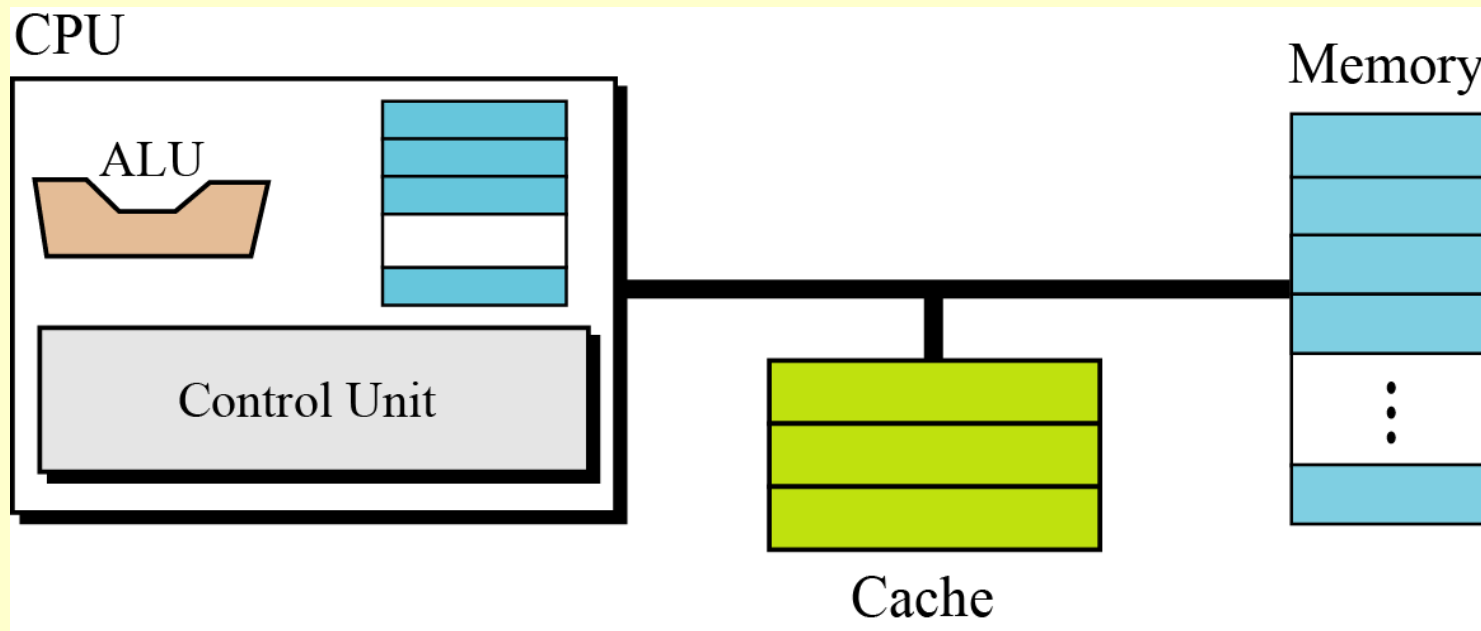 CPU
Memory
ALU
Control Unit
Cache